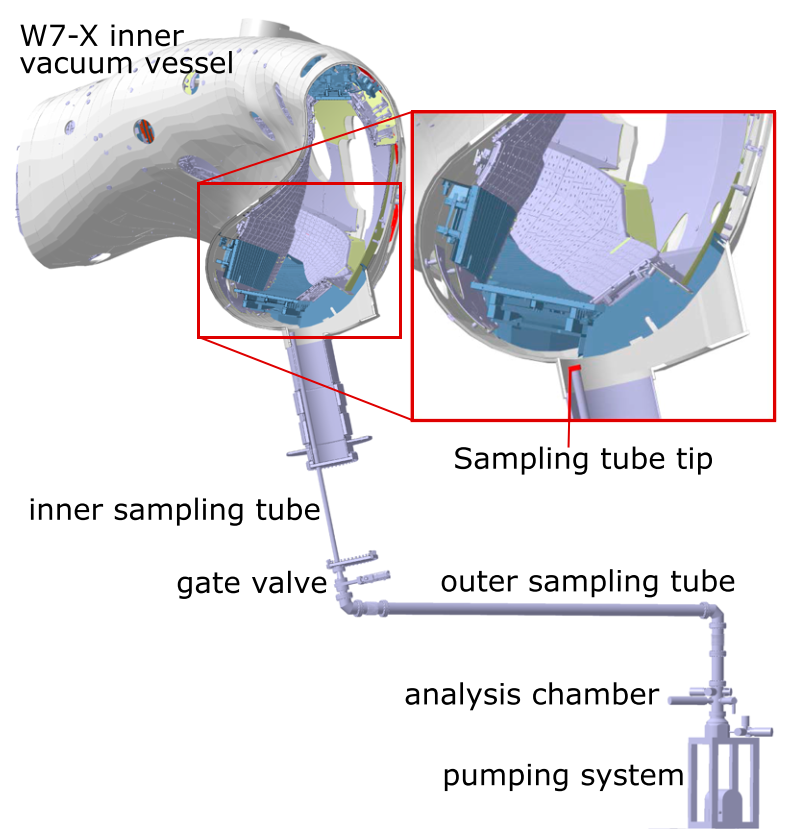 W7-X inner
vacuum vessel
Sampling tube tip
inner sampling tube
gate valve
outer sampling tube
analysis chamber
pumping system